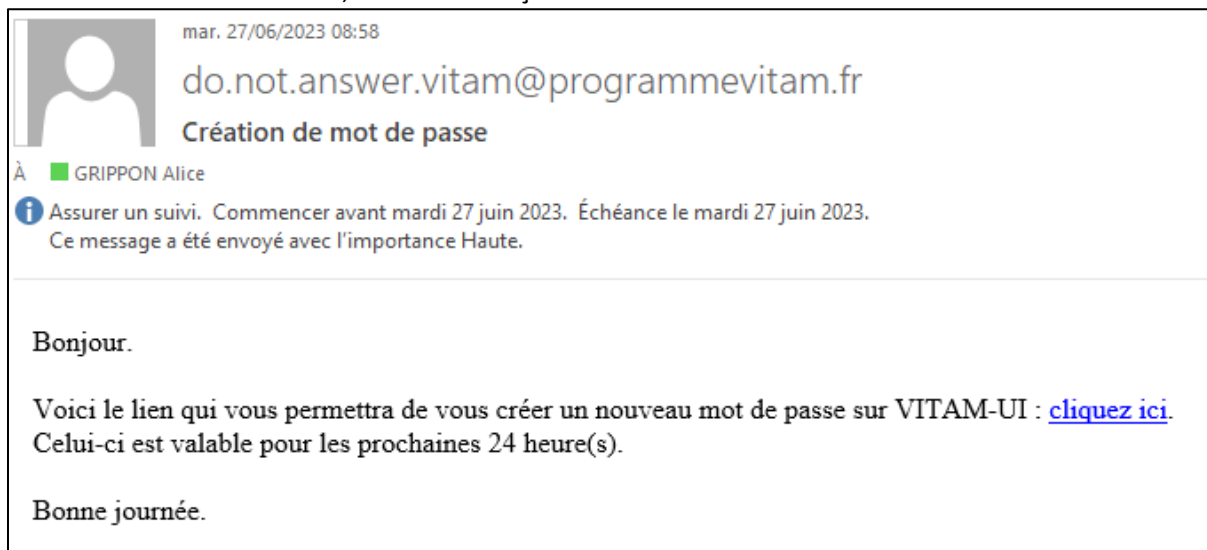 mar. 27/06/2023 08:58
do.not.answer.vitam@programmevitam.fr
Création de mot de passe
À GRIPPON Alice
Assurer un suivi. Commencer avant mardi 27 juin 2023. Échéance le mardi 27 juin 2023.
Ce message a été envoyé avec l'importance Haute.
Bonjour.
Voici le lien qui vous permettra de vous créer un nouveau mot de passe sur VITAM-UI : cliquez ici.
Celui-ci est valable pour les prochaines 24 heure(s).
Bonne journée.